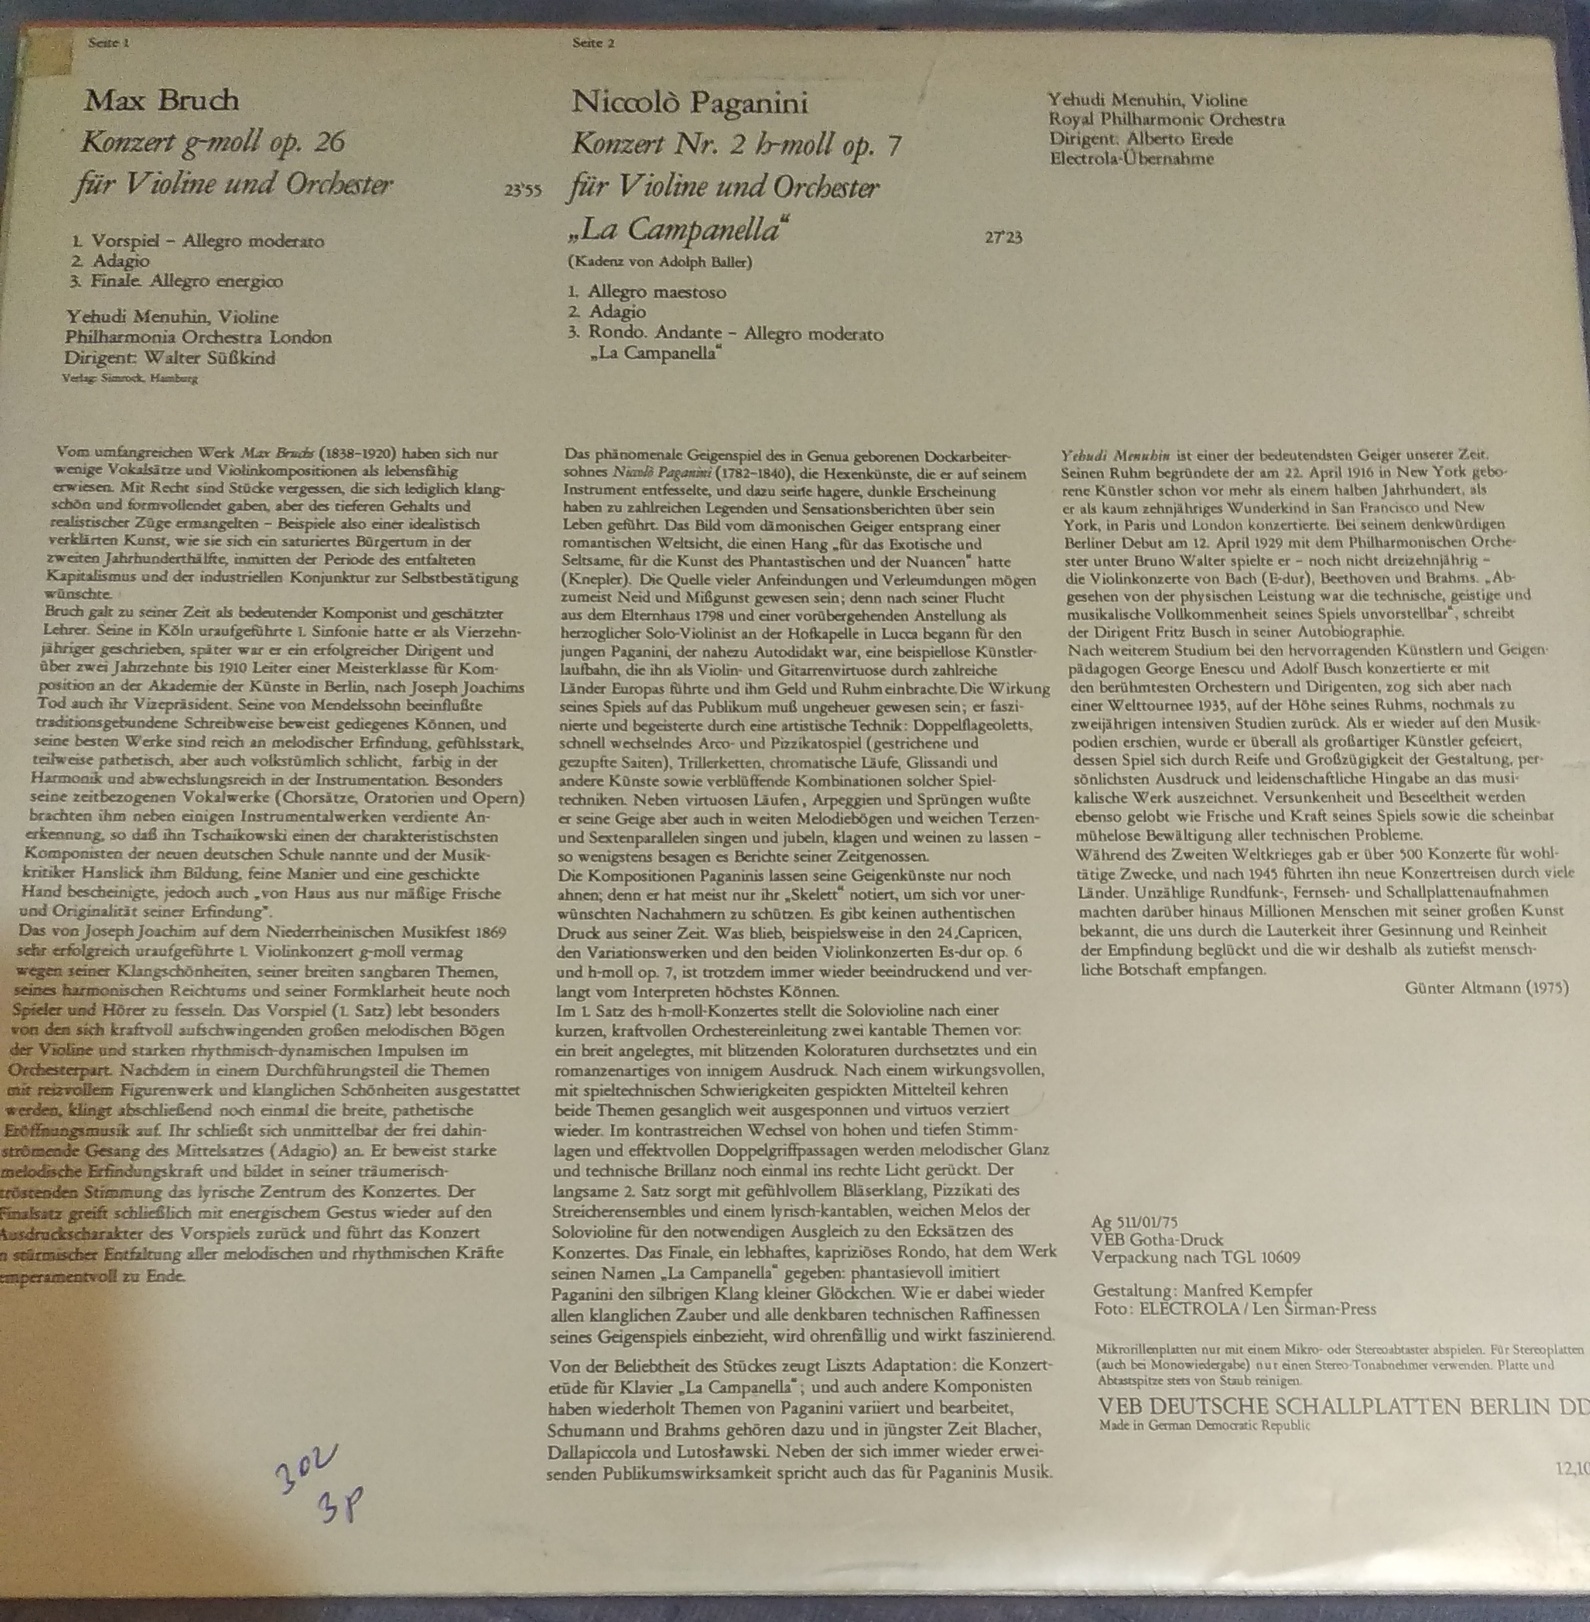 Seite 1
Max Bruch
Konzert g-moll op. 26
für Violine und Orchester 23'55
1. Vorspiel – Allegro moderato
2. Adagio
3. Finale. Allegro energico
Yehudi Menuhin, Violine
Philharmonia Orchestra London
Dirigent: Walter Süßkind
Verlag: Simrock, Hamburg
Seite 2
Niccolò Paganini
Konzert Nr. 2 h-moll op. 7
für Violine und Orchester
„La Campanella“ 27'23
(Kadenz von Adolph Baller)
1. Allegro maestoso
2. Adagio
3. Rondo. Andante – Allegro moderato
„La Campanella“
Yehudi Menuhin, Violine
Royal Philharmonic Orchestra
Dirigent: Alberto Erede
Electrola-Übernahme
Vom umfangreichen Werk Max Bruchs (1838–1920) haben sich nur
wenige Vokalsätze und Violinkompositionen als lebensfähig
erwiesen. Mit Recht sind Stücke vergessen, die sich lediglich klang-
schön und formvollendet gaben, aber des tieferen Gehalts und
realistischer Züge ermangelten – Beispiele also einer idealistisch
verklärten Kunst, wie sie sich ein saturiertes Bürgertum in der
zweiten Jahrhunderthälfte, inmitten der Periode des entfalteten
Kapitalismus und der industriellen Konjunktur zur Selbstbestätigung
wünschte.
Bruch galt zu seiner Zeit als bedeutender Komponist und geschätzter
Lehrer. Seine in Köln uraufgeführte 1. Sinfonie hatte er als Vierzehn-
jähriger geschrieben, später war er ein erfolgreicher Dirigent und
über zwei Jahrzehnte bis 1910 Leiter einer Meisterklasse für Kom-
position an der Akademie der Künste in Berlin, nach Joseph Joachims
Tod auch ihr Vizepräsident. Seine von Mendelssohn beeinflußte
traditionsgebundene Schreibweise beweist gediegenes Können, und
seine besten Werke sind reich an melodischer Erfindung, gefühlsstark,
teilweise pathetisch, aber auch volkstümlich schlicht, farbig in der
Harmonik und abwechslungsreich in der Instrumentation. Besonders
seine zeitbezogenen Vokalwerke (Chorsätze, Oratorien und Opern)
brachten ihm neben einigen Instrumentalwerken verdiente An-
erkennung, so daß ihn Tschaikowski einen der charakteristischsten
Komponisten der neuen deutschen Schule nannte und der Musik-
kritiker Hanslick ihm Bildung, feine Manier und eine geschickte
Hand bescheinigte, jedoch auch „von Haus aus nur mäßige Frische
und Originalität seiner Erfindung“.
Das von Joseph Joachim auf dem Niederrheinischen Musikfest 1869
sehr erfolgreich uraufgeführte 1. Violinkonzert g-moll vermag
wegen seiner Klangschönheiten, seiner breiten sangbaren Themen,
seines harmonischen Reichtums und seiner Formklarheit heute noch
Spieler und Hörer zu fesseln. Das Vorspiel (1. Satz) lebt besonders
von den sich kraftvoll aufschwingenden großen melodischen Bögen
der Violine und starken rhythmisch-dynamischen Impulsen im
Orchesterpart. Nachdem in einem Durchführungsteil die Themen
mit reizvollem Figurenwerk und klanglichen Schönheiten ausgestattet
werden, klingt abschließend noch einmal die breite, pathetische
Eröffnungsmusik auf. Ihr schließt sich unmittelbar der frei dahin-
strömende Gesang des Mittelsatzes (Adagio) an. Er beweist starke
melodische Erfindungskraft und bildet in seiner träumerisch-
tröstenden Stimmung das lyrische Zentrum des Konzertes. Der
Finalsatz greift schließlich mit energischem Gestus wieder auf den
Ausdruckscharakter des Vorspiels zurück und führt das Konzert
n stürmischer Entfaltung aller melodischen und rhythmischen Kräfte
emperamentvoll zu Ende.
302
3P
Das phänomenale Geigenspiel des in Genua geborenen Dockarbeiter-
sohnes Niccolò Paganini (1782–1840), die Hexenkünste, die er auf seinem
Instrument entfesselte, und dazu seine hagere, dunkle Erscheinung
haben zu zahlreichen Legenden und Sensationsberichten über sein
Leben geführt. Das Bild vom dämonischen Geiger entsprang einer
romantischen Weltsicht, die einen Hang „für das Exotische und
Seltsame, für die Kunst des Phantastischen und der Nuancen“ hatte
(Knepler). Die Quelle vieler Anfeindungen und Verleumdungen mögen
zumeist Neid und Mißgunst gewesen sein; denn nach seiner Flucht
aus dem Elternhaus 1798 und einer vorübergehenden Anstellung als
herzoglicher Solo-Violinist an der Hofkapelle in Lucca begann für den
jungen Paganini, der nahezu Autodidakt war, eine beispiellose Künstler-
laufbahn, die ihn als Violin- und Gitarrenvirtuose durch zahlreiche
Länder Europas führte und ihm Geld und Ruhm einbrachte. Die Wirkung
seines Spiels auf das Publikum muß ungeheuer gewesen sein; er faszi-
nierte und begeisterte durch eine artistische Technik: Doppelflageoletts,
schnell wechselndes Arco- und Pizzikatospiel (gestrichene und
gezupfte Saiten), Trillerketten, chromatische Läufe, Glissandi und
andere Künste sowie verblüffende Kombinationen solcher Spiel-
techniken. Neben virtuosen Läufen, Arpeggien und Sprüngen wußte
er seine Geige aber auch in weiten Melodiebögen und weichen Terzen-
und Sextenparallelen singen und jubeln, klagen und weinen zu lassen –
so wenigstens besagen es Berichte seiner Zeitgenossen.
Die Kompositionen Paganinis lassen seine Geigenkünste nur noch
ahnen; denn er hat meist nur ihr „Skelett“ notiert, um sich vor uner-
wünschten Nachahmern zu schützen. Es gibt keinen authentischen
Druck aus seiner Zeit. Was blieb, beispielsweise in den 24 Capricen,
den Variationswerken und den beiden Violinkonzerten Es-dur op. 6
und h-moll op. 7, ist trotzdem immer wieder beeindruckend und ver-
langt vom Interpreten höchstes Können.
Im 1. Satz des h-moll-Konzertes stellt die Solovioline nach einer
kurzen, kraftvollen Orchestereinleitung zwei kantable Themen vor:
ein breit angelegtes, mit blitzenden Koloraturen durchsetztes und ein
romanzenartiges von innigem Ausdruck. Nach einem wirkungsvollen,
mit spieltechnischen Schwierigkeiten gespickten Mittelteil kehren
beide Themen gesanglich weit ausgesponnen und virtuos verziert
wieder. Im kontrastreichen Wechsel von hohen und tiefen Stimm-
lagen und effektvollen Doppelgriffpassagen werden melodischer Glanz
und technische Brillanz noch einmal ins rechte Licht gerückt. Der
langsame 2. Satz sorgt mit gefühlvollem Bläserklang, Pizzikati des
Streicherensembles und einem lyrisch-kantablen, weichen Melos der
Solovioline für den notwendigen Ausgleich zu den Ecksätzen des
Konzertes. Das Finale, ein lebhaftes, kapriziöses Rondo, hat dem Werk
seinen Namen „La Campanella“ gegeben: phantasievoll imitiert
Paganini den silbrigen Klang kleiner Glöckchen. Wie er dabei wieder
allen klanglichen Zauber und alle denkbaren technischen Raffinessen
seines Geigenspiels einbezieht, wird ohrenfällig und wirkt faszinierend.
Von der Beliebtheit des Stückes zeugt Liszts Adaptation: die Konzert-
etüde für Klavier „La Campanella“; und auch andere Komponisten
haben wiederholt Themen von Paganini variiert und bearbeitet,
Schumann und Brahms gehören dazu und in jüngster Zeit Blacher,
Dallapiccola und Lutosławski. Neben der sich immer wieder erwei-
senden Publikumswirksamkeit spricht auch das für Paganinis Musik.
Yehudi Menuhin ist einer der bedeutendsten Geiger unserer Zeit.
Seinen Ruhm begründete der am 22. April 1916 in New York gebo-
rene Künstler schon vor mehr als einem halben Jahrhundert, als
er als kaum zehnjähriges Wunderkind in San Francisco und New
York, in Paris und London konzertierte. Bei seinem denkwürdigen
Berliner Debut am 12. April 1929 mit dem Philharmonischen Orche-
ster unter Bruno Walter spielte er – noch nicht dreizehnjährig –
die Violinkonzerte von Bach (E-dur), Beethoven und Brahms. „Ab-
gesehen von der physischen Leistung war die technische, geistige und
musikalische Vollkommenheit seines Spiels unvorstellbar“, schreibt
der Dirigent Fritz Busch in seiner Autobiographie.
Nach weiterem Studium bei den hervorragenden Künstlern und Geigen-
pädagogen George Enescu und Adolf Busch konzertierte er mit
den berühmtesten Orchestern und Dirigenten, zog sich aber nach
einer Welttournee 1935, auf der Höhe seines Ruhms, nochmals zu
zweijährigen intensiven Studien zurück. Als er wieder auf den Musik-
podien erschien, wurde er überall als großartiger Künstler gefeiert,
dessen Spiel sich durch Reife und Großzügigkeit der Gestaltung, per-
sönlichsten Ausdruck und leidenschaftliche Hingabe an das musi-
kalische Werk auszeichnet. Versunkenheit und Beseeltheit werden
ebenso gelobt wie Frische und Kraft seines Spiels sowie die scheinbar
mühelose Bewältigung aller technischen Probleme.
Während des Zweiten Weltkrieges gab er über 500 Konzerte für wohl-
tätige Zwecke, und nach 1945 führten ihn neue Konzertreisen durch viele
Länder. Unzählige Rundfunk-, Fernseh- und Schallplattenaufnahmen
machten darüber hinaus Millionen Menschen mit seiner großen Kunst
bekannt, die uns durch die Lauterkeit ihrer Gesinnung und Reinheit
der Empfindung beglückt und die wir deshalb als zutiefst mensch-
liche Botschaft empfangen.
Günter Altmann (1975)
Ag 511/01/75
VEB Gotha-Druck
Verpackung nach TGL 10609
Gestaltung: Manfred Kempfer
Foto: ELECTROLA / Len Sirman-Press
Mikrorillenplatten nur mit einem Mikro- oder Stereoabtaster abspielen. Für Stereoplatten
(auch bei Monowiedergabe) nur einen Stereo-Tonabnehmer verwenden. Platte und
Abtastspitze stets von Staub reinigen.
VEB DEUTSCHE SCHALLPLATTEN BERLIN DD
Made in German Democratic Republic
12,10